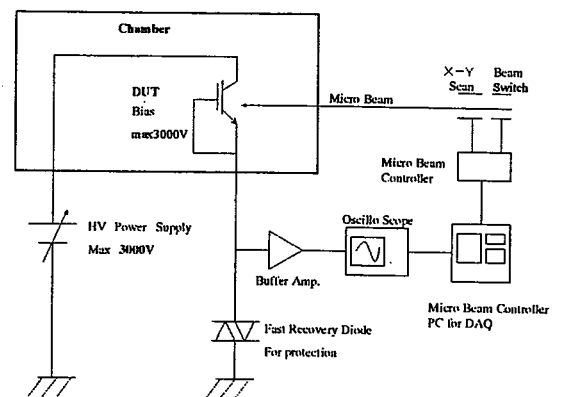 Chamber
X-Y Beam
Scan Switch
DUT
Bias
max3000V
Micro Beam
Micro Beam
Controller
HV Power Supply
Max 3000V
Oscillo Scope
Buffer Amp.
Micro Beam Controller
PC for DAQ
Fast Recovery Diode
For protection